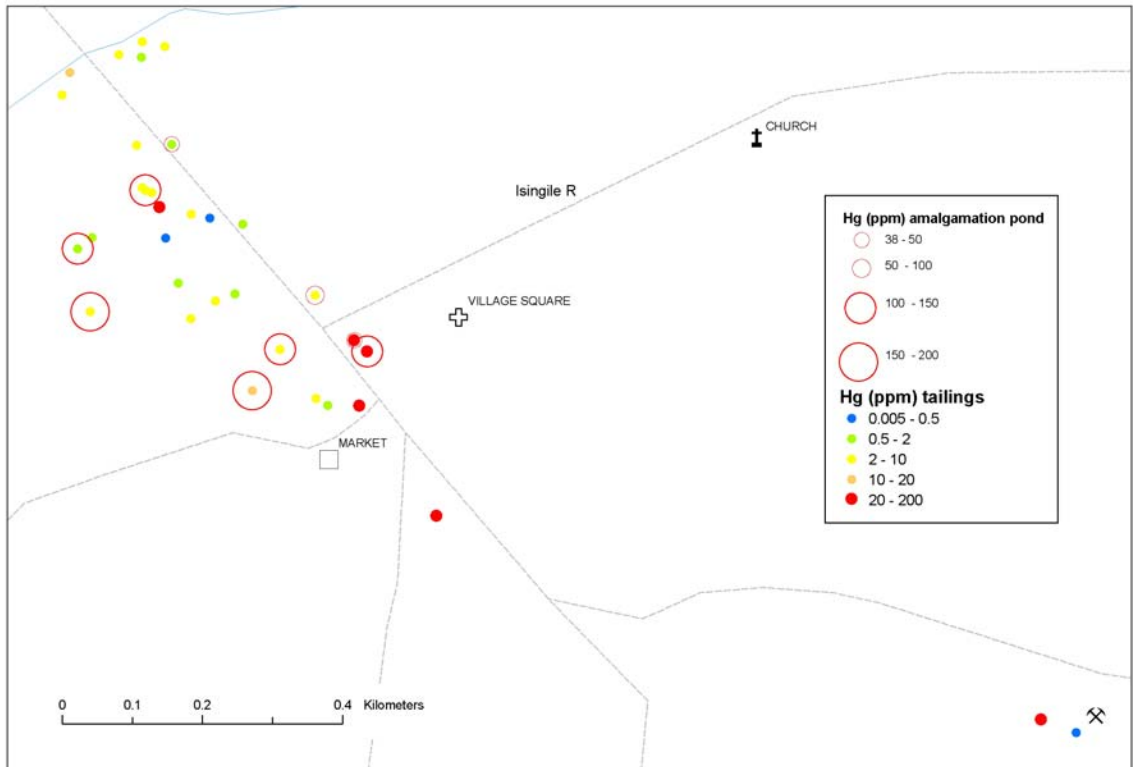 CHURCH
Isingile R
VILLAGE SQUARE
MARKET
Hg (ppm) amalgamation pond
38 - 50
50 - 100
100 - 150
150 - 200
Hg (ppm) tailings
0.005 - 0.5
0.5 - 2
2 - 10
10 - 20
20 - 200
0 0.1 0.2 0.4 Kilometers